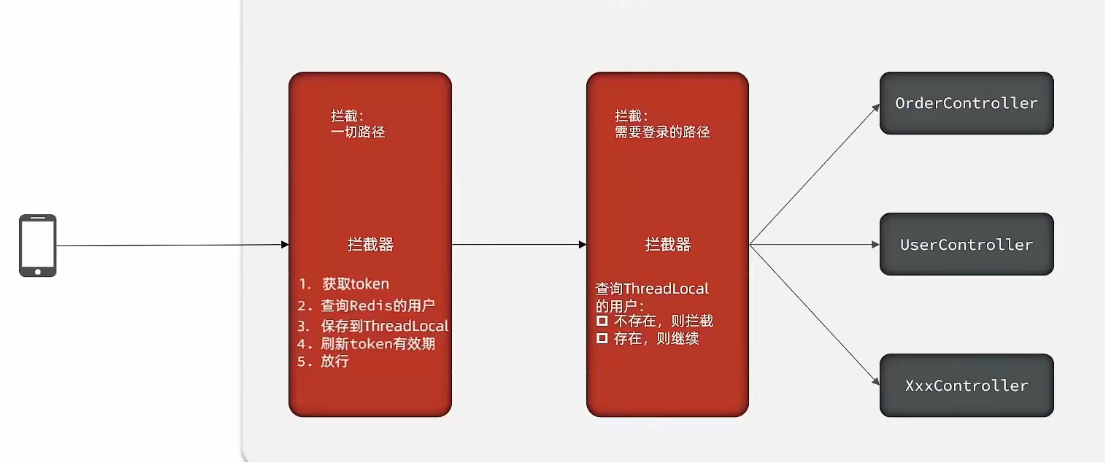 拦截：
一切路径
拦截器
1. 获取token
2. 查询Redis的用户
3. 保存到ThreadLocal
4. 刷新token有效期
5. 放行
拦截：
需要登录的路径
拦截器
查询ThreadLocal
的用户：
不存在，则拦截
存在，则继续
OrderController
UserController
XxxController